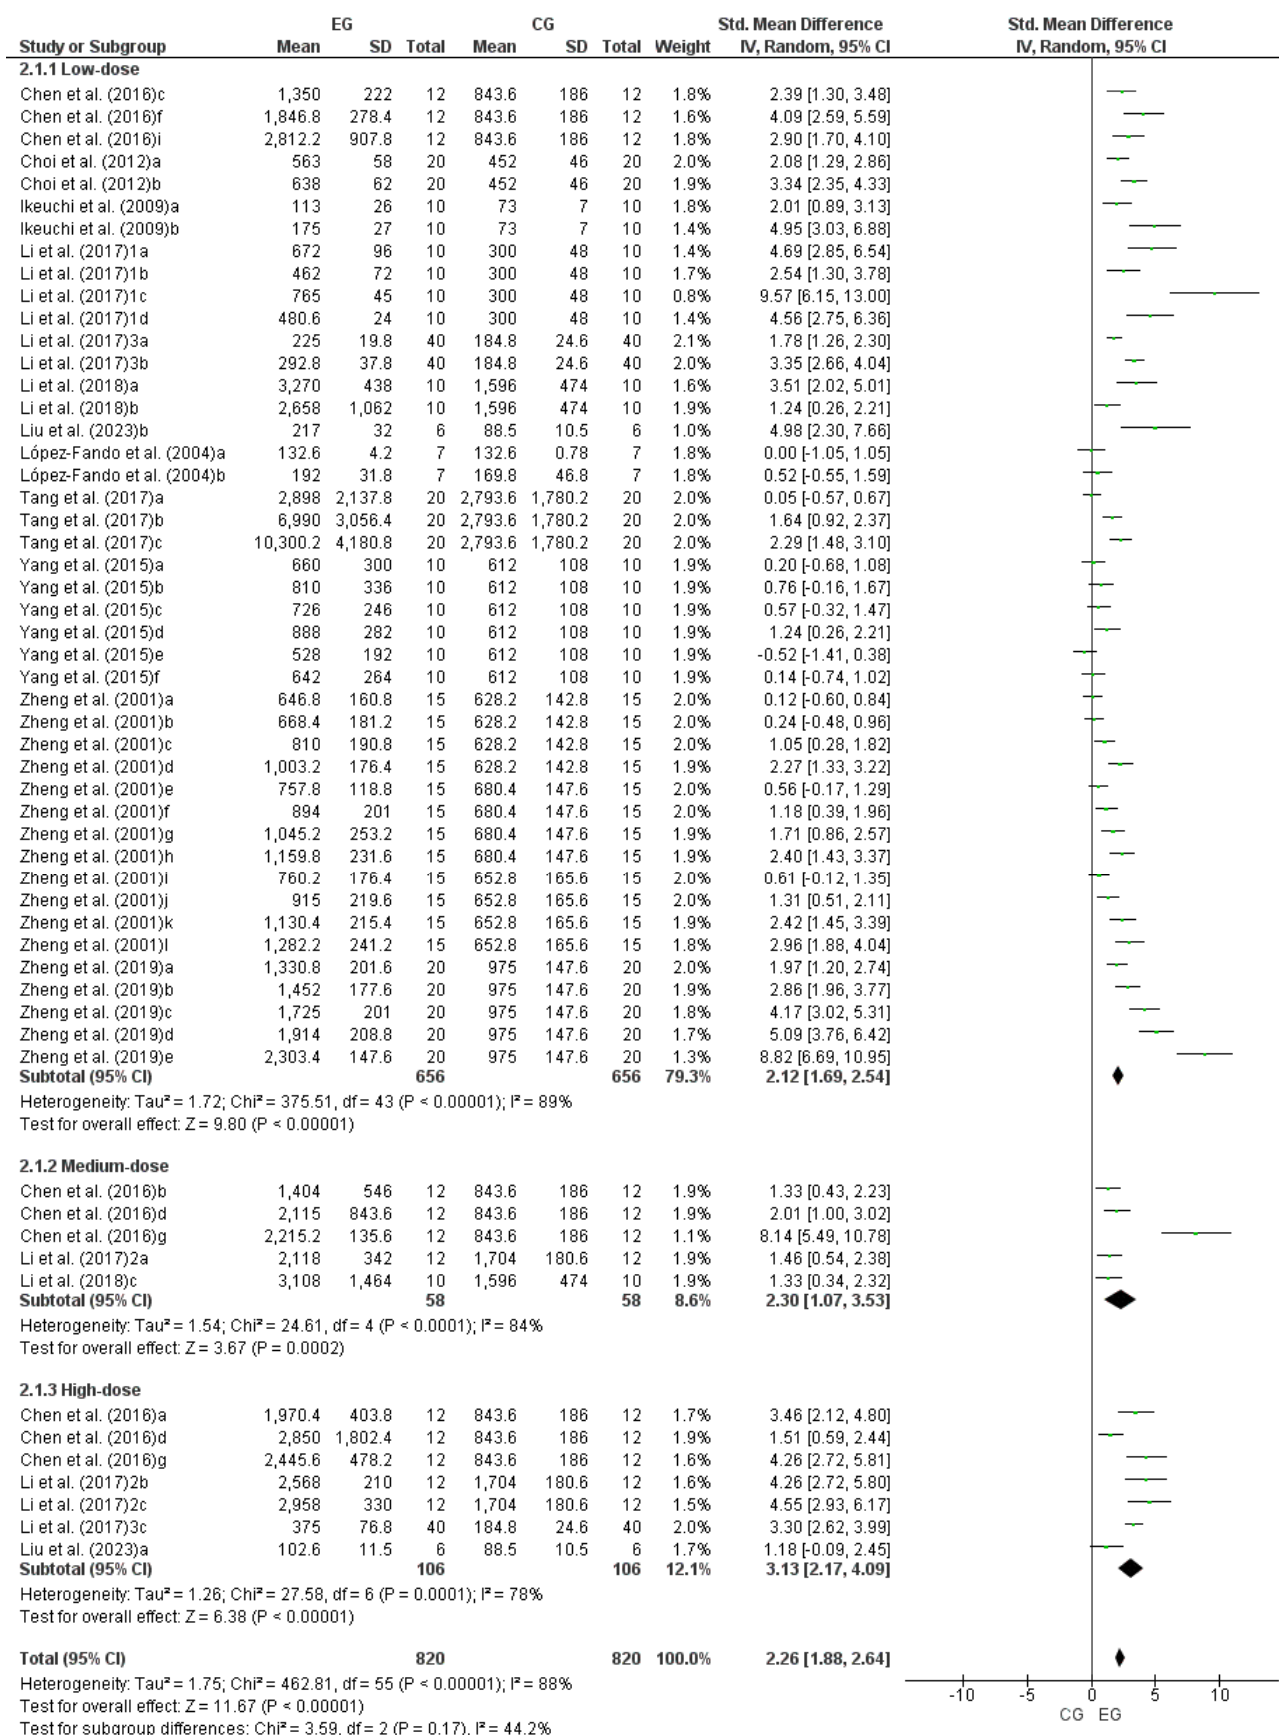 EG CG Std. Mean Difference Std. Mean Difference
Study or Subgroup Mean SD Total Mean SD Total Weight IV, Random, 95% CI IV, Random, 95% CI
2.1.1 Low-dose
Chen et al. (2016)c 1,350 222 12 843.6 186 12 1.8% 2.39 [1.30, 3.48]
Chen et al. (2016)f 1,846.8 278.4 12 843.6 186 12 1.6% 4.09 [2.59, 5.59]
Chen et al. (2016)i 2,812.2 907.8 12 843.6 186 12 1.8% 2.90 [1.70, 4.10]
Choi et al. (2012)a 563 58 20 452 46 20 2.0% 2.08 [1.29, 2.86]
Choi et al. (2012)b 638 62 20 452 46 20 1.9% 3.34 [2.35, 4.33]
Ikeuchi et al. (2009)a 113 26 10 73 7 10 1.8% 2.01 [0.89, 3.13]
Ikeuchi et al. (2009)b 175 27 10 73 7 10 1.4% 4.95 [3.03, 6.88]
Li et al. (2017)1a 672 96 10 300 48 10 1.4% 4.69 [2.85, 6.54]
Li et al. (2017)1b 462 72 10 300 48 10 1.7% 2.54 [1.30, 3.78]
Li et al. (2017)1c 765 45 10 300 48 10 0.8% 9.57 [6.15, 13.00]
Li et al. (2017)1d 480.6 24 10 300 48 10 1.4% 4.56 [2.75, 6.36]
Li et al. (2017)3a 225 19.8 40 184.8 24.6 40 2.1% 1.78 [1.26, 2.30]
Li et al. (2017)3b 292.8 37.8 40 184.8 24.6 40 2.0% 3.35 [2.66, 4.04]
Li et al. (2018)a 3,270 438 10 1,596 474 10 1.6% 3.51 [2.02, 5.01]
Li et al. (2018)b 2,658 1,062 10 1,596 474 10 1.9% 1.24 [0.26, 2.21]
Liu et al. (2023)b 217 32 6 88.5 10.5 6 1.0% 4.98 [2.30, 7.66]
López-Fando et al. (2004)a 132.6 4.2 7 132.6 0.78 7 1.8% 0.00 [-1.05, 1.05]
López-Fando et al. (2004)b 192 31.8 7 169.8 46.8 7 1.8% 0.52 [-0.55, 1.59]
Tang et al. (2017)a 2,898 2,137.8 20 2,793.6 1,780.2 20 2.0% 0.05 [-0.57, 0.67]
Tang et al. (2017)b 6,990 3,056.4 20 2,793.6 1,780.2 20 2.0% 1.64 [0.92, 2.37]
Tang et al. (2017)c 10,300.2 4,180.8 20 2,793.6 1,780.2 20 2.0% 2.29 [1.48, 3.10]
Yang et al. (2015)a 660 300 10 612 108 10 1.9% 0.20 [-0.68, 1.08]
Yang et al. (2015)b 810 336 10 612 108 10 1.9% 0.76 [-0.16, 1.67]
Yang et al. (2015)c 726 246 10 612 108 10 1.9% 0.57 [-0.32, 1.47]
Yang et al. (2015)d 888 282 10 612 108 10 1.9% 1.24 [0.26, 2.21]
Yang et al. (2015)e 528 192 10 612 108 10 1.9% -0.52 [-1.41, 0.38]
Yang et al. (2015)f 642 264 10 612 108 10 1.9% 0.14 [-0.74, 1.02]
Zheng et al. (2001)a 646.8 160.8 15 628.2 142.8 15 2.0% 0.12 [-0.60, 0.84]
Zheng et al. (2001)b 668.4 181.2 15 628.2 142.8 15 2.0% 0.24 [-0.48, 0.96]
Zheng et al. (2001)c 810 190.8 15 628.2 142.8 15 2.0% 1.05 [0.28, 1.82]
Zheng et al. (2001)d 1,003.2 176.4 15 628.2 142.8 15 1.9% 2.27 [1.33, 3.22]
Zheng et al. (2001)e 757.8 118.8 15 680.4 147.6 15 2.0% 0.56 [-0.17, 1.29]
Zheng et al. (2001)f 894 201 15 680.4 147.6 15 2.0% 1.18 [0.39, 1.96]
Zheng et al. (2001)g 1,045.2 253.2 15 680.4 147.6 15 1.9% 1.71 [0.86, 2.57]
Zheng et al. (2001)h 1,159.8 231.6 15 680.4 147.6 15 1.9% 2.40 [1.43, 3.37]
Zheng et al. (2001)I 760.2 176.4 15 652.8 165.6 15 2.0% 0.61 [-0.12, 1.35]
Zheng et al. (2001)j 915 219.6 15 652.8 165.6 15 2.0% 1.31 [0.51, 2.11]
Zheng et al. (2001)k 1,130.4 215.4 15 652.8 165.6 15 1.9% 2.42 [1.45, 3.39]
Zheng et al. (2001)l 1,282.2 241.2 15 652.8 165.6 15 1.8% 2.96 [1.88, 4.04]
Zheng et al. (2019)a 1,330.8 201.6 20 975 147.6 20 2.0% 1.97 [1.20, 2.74]
Zheng et al. (2019)b 1,452 177.6 20 975 147.6 20 1.9% 2.86 [1.96, 3.77]
Zheng et al. (2019)c 1,725 201 20 975 147.6 20 1.8% 4.17 [3.02, 5.31]
Zheng et al. (2019)d 1,914 208.8 20 975 147.6 20 1.7% 5.09 [3.76, 6.42]
Zheng et al. (2019)e 2,303.4 147.6 20 975 147.6 20 1.3% 8.82 [6.69, 10.95]
Subtotal (95% CI) 656 656 79.3% 2.12 [1.69, 2.54]
Heterogeneity: Tau² = 1.72; Chi² = 375.51, df = 43 (P < 0.00001); I² = 89%
Test for overall effect: Z = 9.80 (P < 0.00001)
2.1.2 Medium-dose
Chen et al. (2016)b 1,404 546 12 843.6 186 12 1.9% 1.33 [0.43, 2.23]
Chen et al. (2016)d 2,115 843.6 12 843.6 186 12 1.9% 2.01 [1.00, 3.02]
Chen et al. (2016)g 2,215.2 135.6 12 843.6 186 12 1.1% 8.14 [5.49, 10.78]
Li et al. (2017)2a 2,118 342 12 1,704 180.6 12 1.9% 1.46 [0.54, 2.38]
Li et al. (2018)c 3,108 1,464 10 1,596 474 10 1.9% 1.33 [0.34, 2.32]
Subtotal (95% CI) 58 58 8.6% 2.30 [1.07, 3.53]
Heterogeneity: Tau² = 1.54; Chi² = 24.61, df = 4 (P < 0.0001); I² = 84%
Test for overall effect: Z = 3.67 (P = 0.0002)
2.1.3 High-dose
Chen et al. (2016)a 1,970.4 403.8 12 843.6 186 12 1.7% 3.46 [2.12, 4.80]
Chen et al. (2016)d 2,850 1,802.4 12 843.6 186 12 1.9% 1.51 [0.59, 2.44]
Chen et al. (2016)g 2,445.6 478.2 12 843.6 186 12 1.6% 4.26 [2.72, 5.81]
Li et al. (2017)2b 2,568 210 12 1,704 180.6 12 1.6% 4.26 [2.72, 5.80]
Li et al. (2017)2c 2,958 330 12 1,704 180.6 12 1.5% 4.55 [2.93, 6.17]
Li et al. (2017)3c 375 76.8 40 184.8 24.6 40 2.0% 3.30 [2.62, 3.99]
Liu et al. (2023)a 102.6 11.5 6 88.5 10.5 6 1.7% 1.18 [-0.09, 2.45]
Subtotal (95% CI) 106 106 12.1% 3.13 [2.17, 4.09]
Heterogeneity: Tau² = 1.26; Chi² = 27.58, df = 6 (P = 0.0001); I² = 78%
Test for overall effect: Z = 6.38 (P < 0.00001)
Total (95% CI) 820 820 100.0% 2.26 [1.88, 2.64]
Heterogeneity: Tau² = 1.75; Chi² = 462.81, df = 55 (P < 0.00001); I² = 88%
-10 -5 0 5 10
Test for overall effect: Z = 11.67 (P < 0.00001)
CG EG
Test for subgroup differences: Chi² = 3.59, df = 2 (P = 0.17), I² = 44.2%